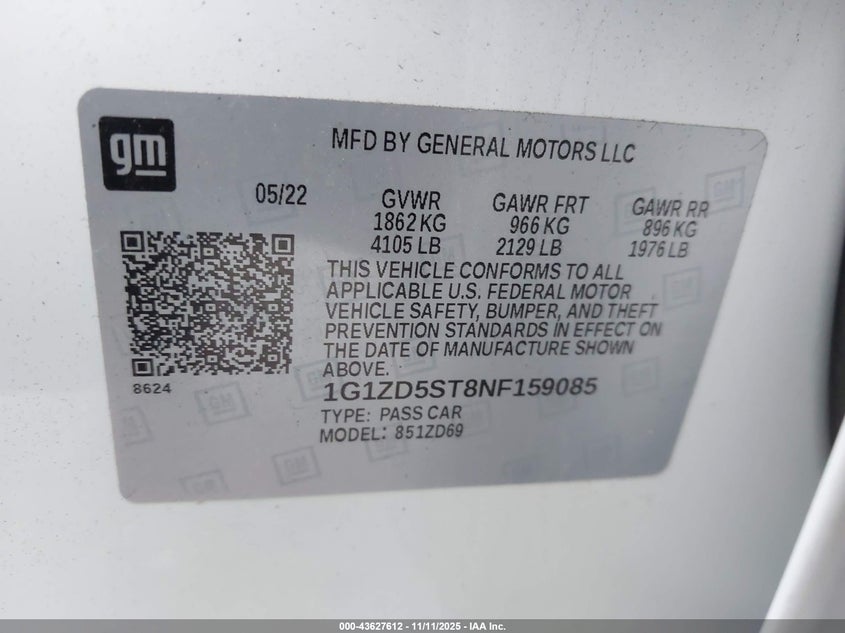 gm
MFD BY GENERAL MOTORS LLC
05/22
GVWR GAWR FRT GAWR RR
1862 KG 966 KG 896 KG
4105 LB 2129 LB 1976 LB
THIS VEHICLE CONFORMS TO ALL
APPLICABLE U.S. FEDERAL MOTOR
VEHICLE SAFETY, BUMPER, AND THEFT
PREVENTION STANDARDS IN EFFECT ON
THE DATE OF MANUFACTURE SHOWN
ABOVE.
8624
1G1ZD5ST8NF159085
TYPE: PASS CAR
MODEL: 851ZD69
000-43627612 - 11/11/2025 - IAA Inc.